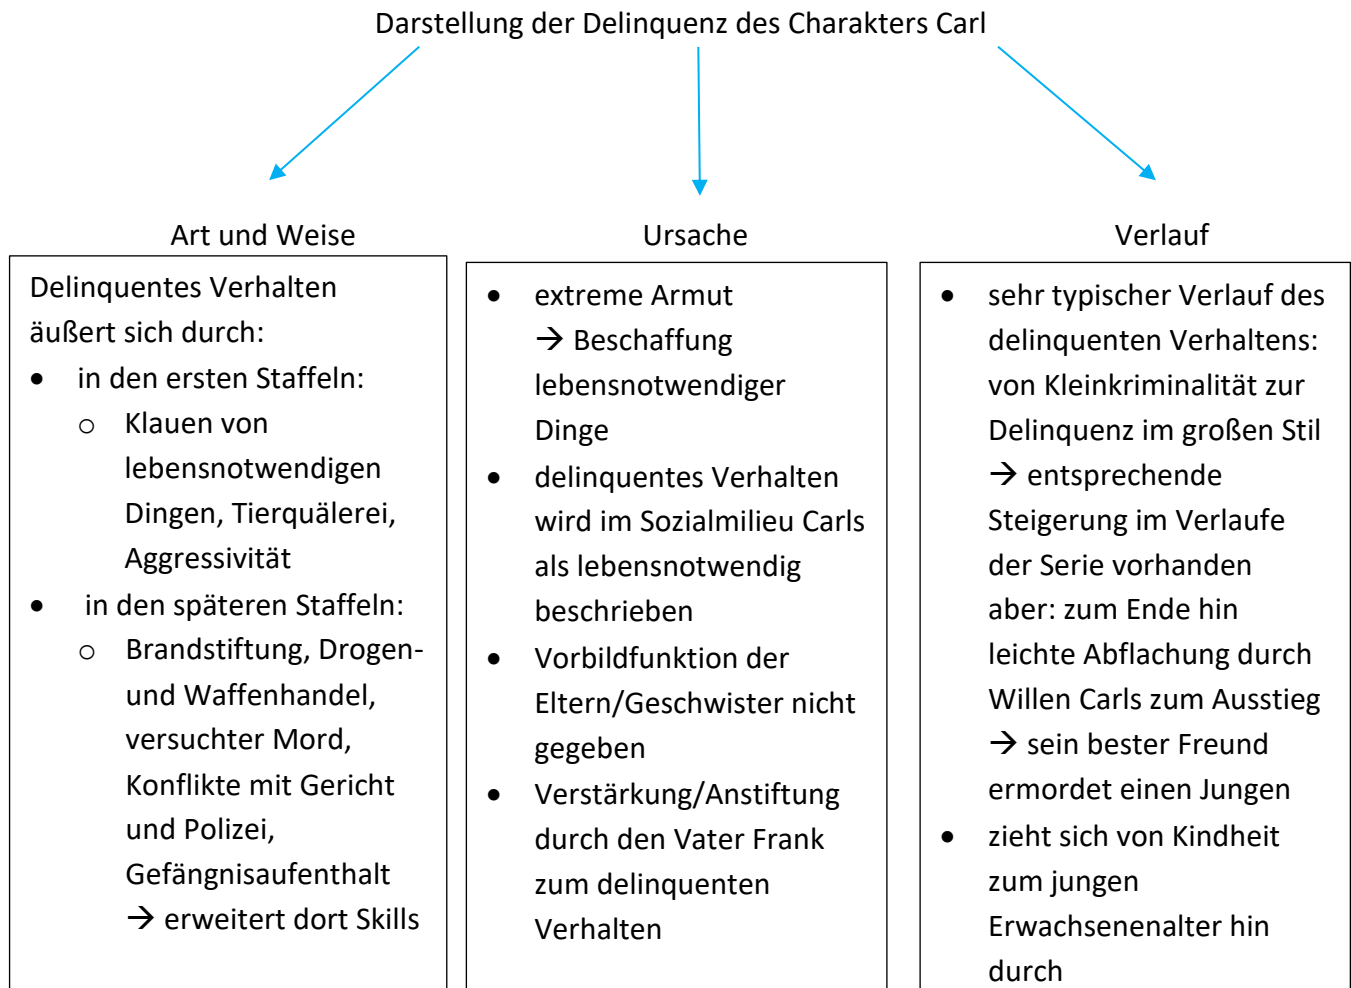 Darstellung der Delinquenz des Charakters Carl
Art und Weise
Delinquentes Verhalten
äußert sich durch:
• in den ersten Staffeln:
o Klauen von
lebensnotwendigen
Dingen, Tierquälerei,
Aggressivität
• in den späteren Staffeln:
o Brandstiftung, Drogen-
und Waffenhandel,
versuchter Mord,
Konflikte mit Gericht
und Polizei,
Gefängnisaufenthalt
→ erweitert dort Skills
Ursache
• extreme Armut
→ Beschaffung
lebensnotwendiger
Dinge
• delinquentes Verhalten
wird im Sozialmilieu Carls
als lebensnotwendig
beschrieben
• Vorbildfunktion der
Eltern/Geschwister nicht
gegeben
• Verstärkung/Anstiftung
durch den Vater Frank
zum delinquenten
Verhalten
Verlauf
• sehr typischer Verlauf des
delinquenten Verhaltens:
von Kleinkriminalität zur
Delinquenz im großen Stil
→ entsprechende
Steigerung im Verlaufe
der Serie vorhanden
aber: zum Ende hin
leichte Abflachung durch
Willen Carls zum Ausstieg
→ sein bester Freund
ermordet einen Jungen
• zieht sich von Kindheit
zum jungen
Erwachsenenalter hin
durch